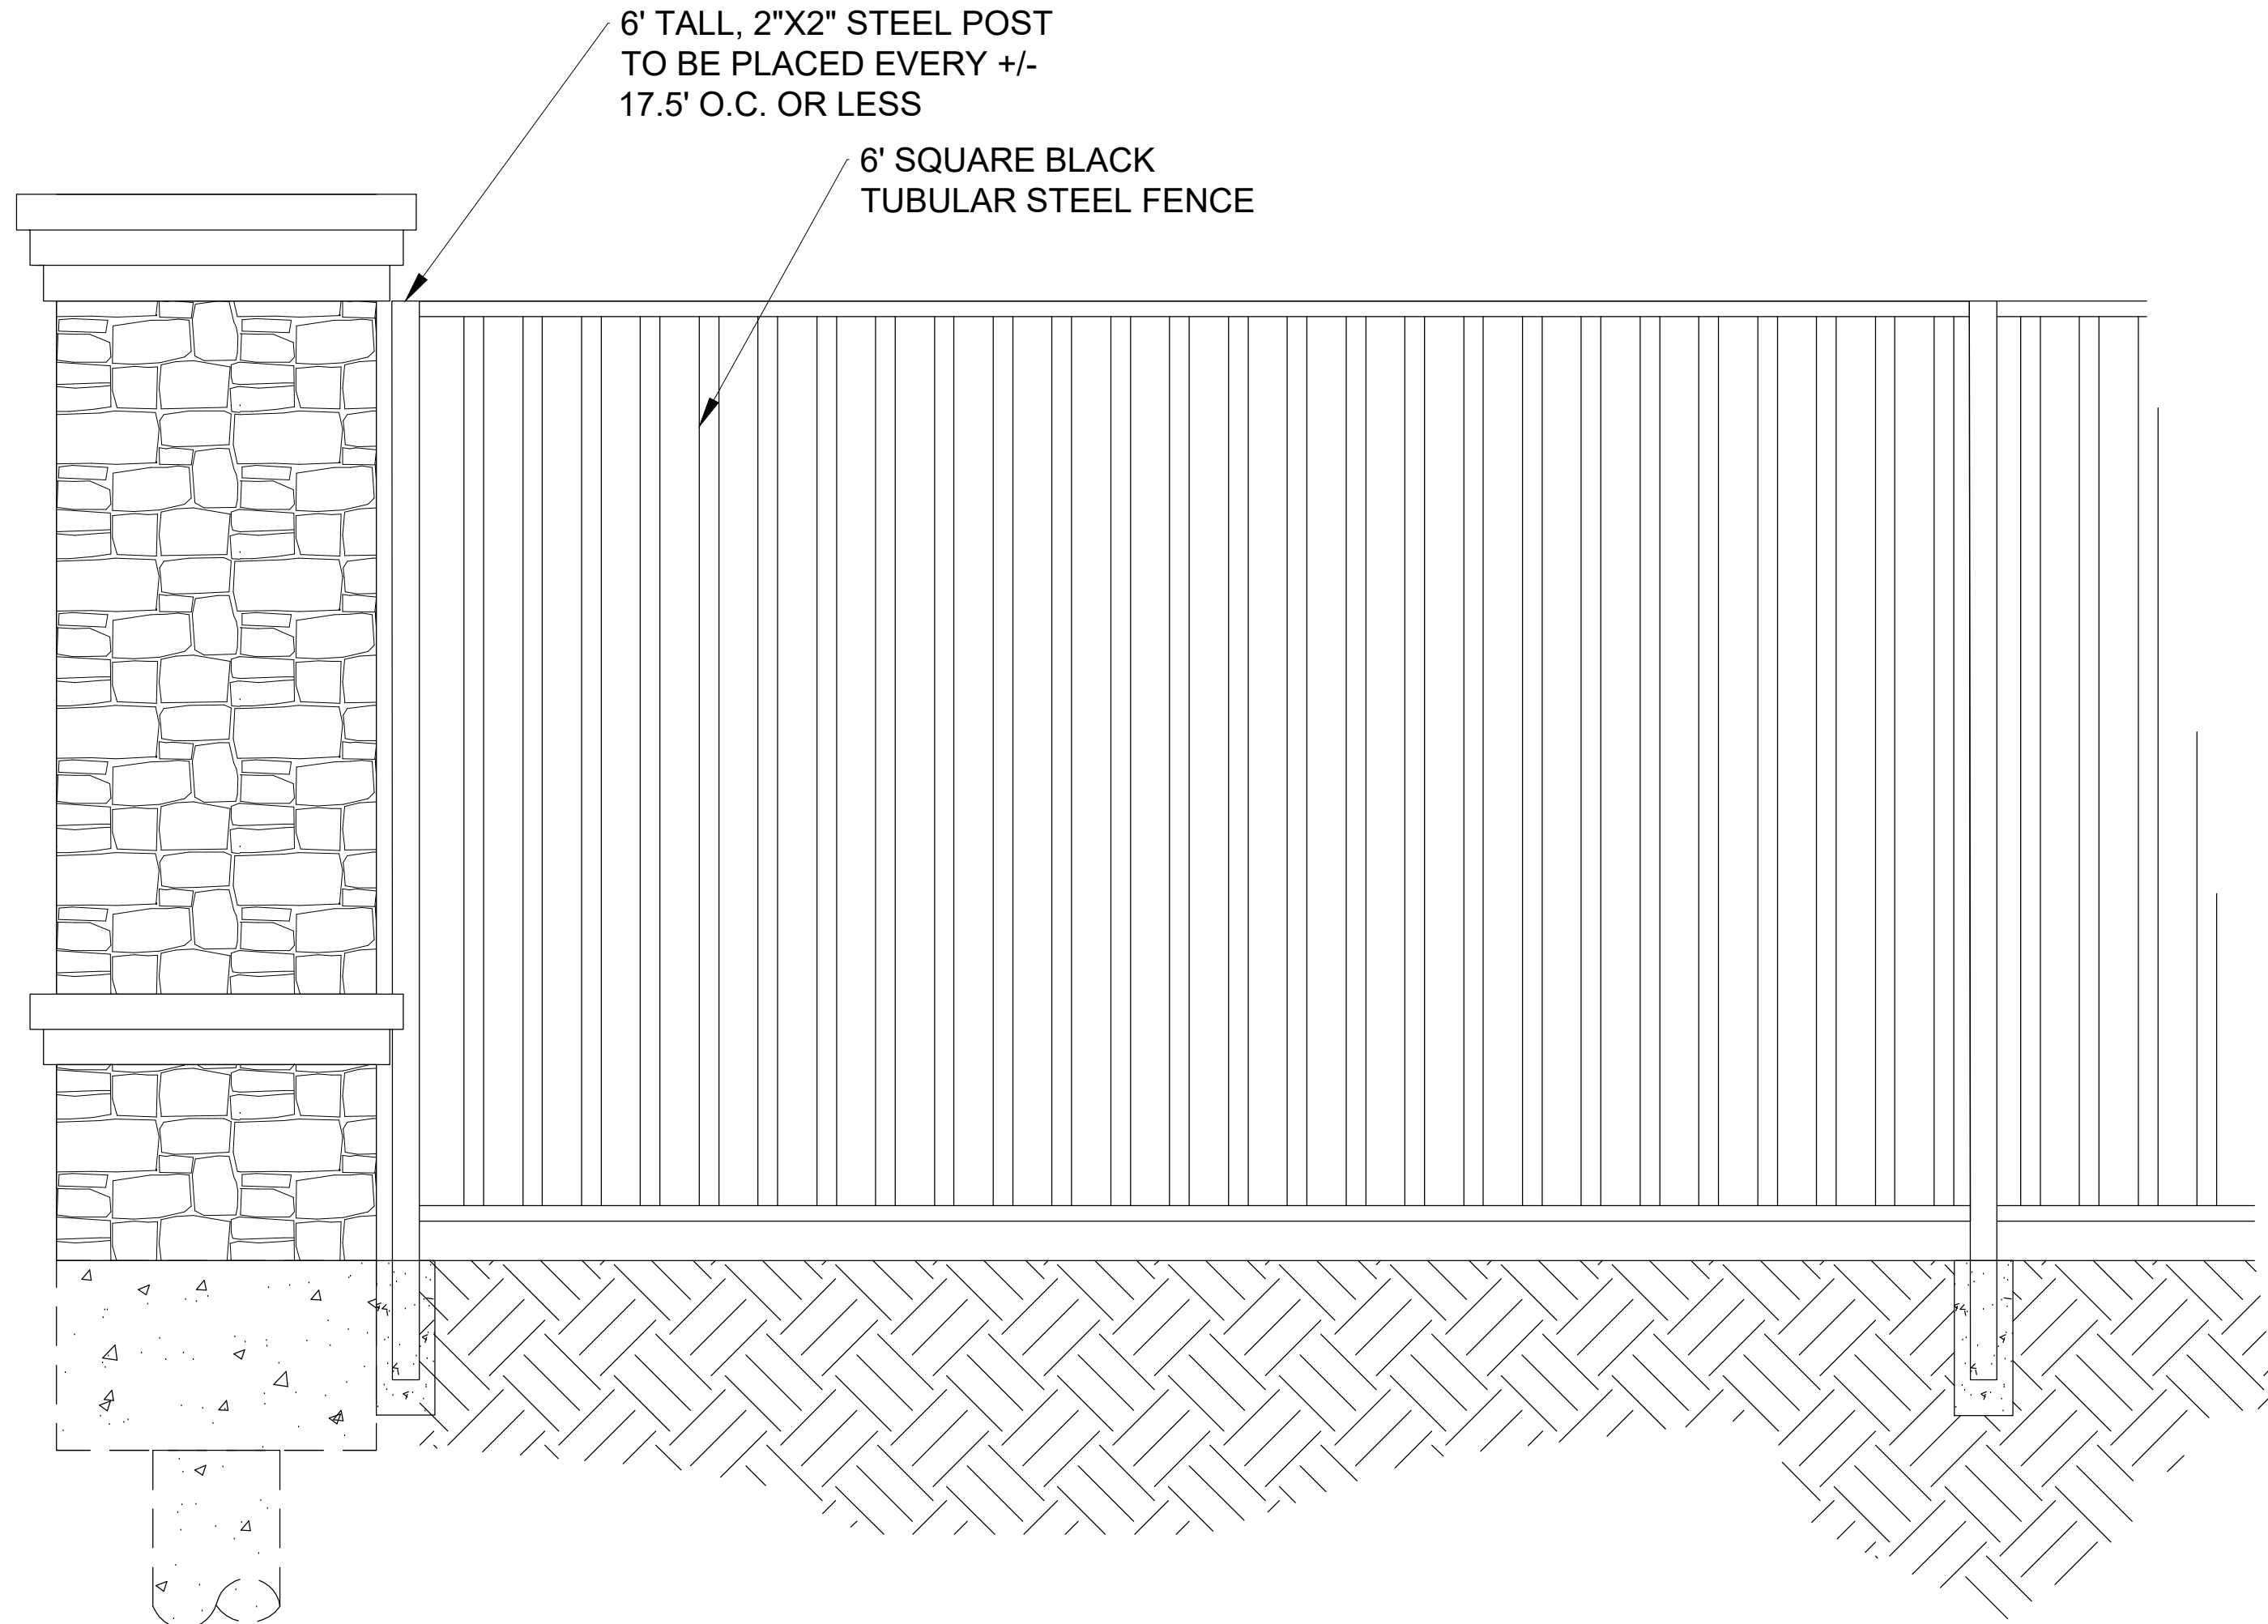 6' TALL, 2"X2" STEEL POST
TO BE PLACED EVERY +/-
17.5' O.C. OR LESS
6' SQUARE BLACK
TUBULAR STEEL FENCE